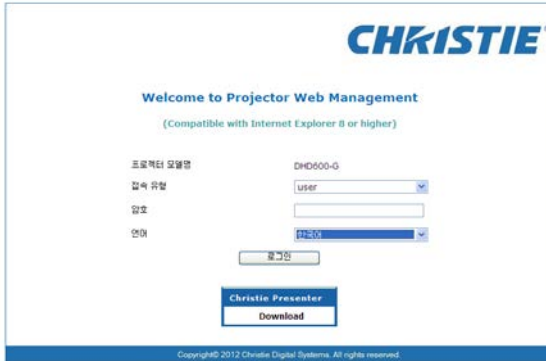 CHRISTIE
Welcome to Projector Web Management
(Compatible with Internet Explorer 8 or higher)
프로젝터 모델명 DHD600-G
접속 유형 user
암호
언어 한국어
로그인
Christie Presenter
Download
Copyright© 2012 Christie Digital Systems. All rights reserved.